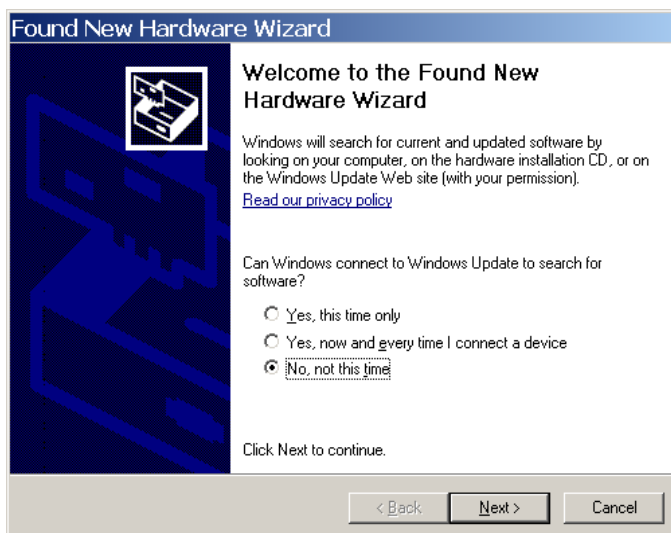 Found New Hardware Wizard
Welcome to the Found New
Hardware Wizard
Windows will search for current and updated software by
looking on your computer, on the hardware installation CD, or on
the Windows Update Web site (with your permission).
Read our privacy policy
Can Windows connect to Windows Update to search for
software?
Yes, this time only
Yes, now and every time I connect a device
No, not this time
Click Next to continue.
< Back Next > Cancel